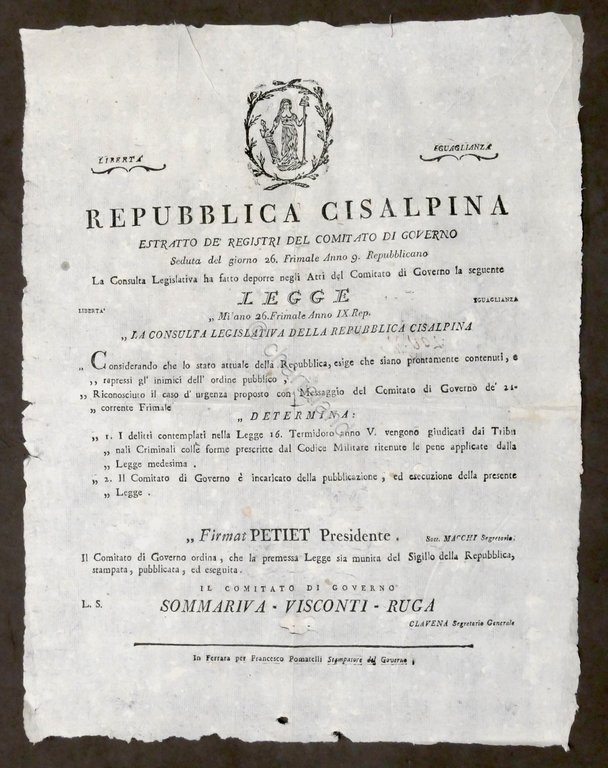 LIBERTA'
EGUAGLIANZA
REPUBBLICA CISALPINA
ESTRATTO DE' REGISTRI DEL COMITATO DI GOVERNO
Seduta del giorno 26. Frimale Anno 9. Repubblicano
La Consulta Legislativa ha fatto deporre negli Atti del Comitato di Governo la seguente
LIBERTA' LEGGE EGUAGLIANZA
„ Mi'ano 26. Frimale Anno IX. Rep.
„ LA CONSULTA LEGISLATIVA DELLA REPUBBLICA CISALPINA
„ Considerando che lo stato attuale della Repubblica, esige che siano prontamente contenuti, e
„ rapressi gl' inimici dell' ordine pubblico,
„ Riconosciuto il caso d' urgenza proposto con Messaggio del Comitato di Governo de' 21-
„ corrente Frimale
„ DETERMINA:
„ 1. I delitti contemplati nella Legge 16. Termidoro anno V. vengono giudicati dai Tribu
„ nali Criminali colle forme prescritte dal Codice Militare ritenute le pene applicate dalla
„ Legge medesima.
„ 2. Il Comitato di Governo è incaricato della pubblicazione, ed esecuzione della presente
„ Legge.
„ Firmat PETIET Presidente. Sott. MACCHI Segretario.
Il Comitato di Governo ordina, che la premessa Legge sia munita del Sigillo della Repubblica,
stampata, pubblicata, ed eseguita.
IL COMITATO DI GOVERNO
L. S. SOMMARIVA - VISCONTI - RUGA
CLAVENA Segretario Generale
In Ferrara per Francesco Pomatelli Stampatore del Governo.